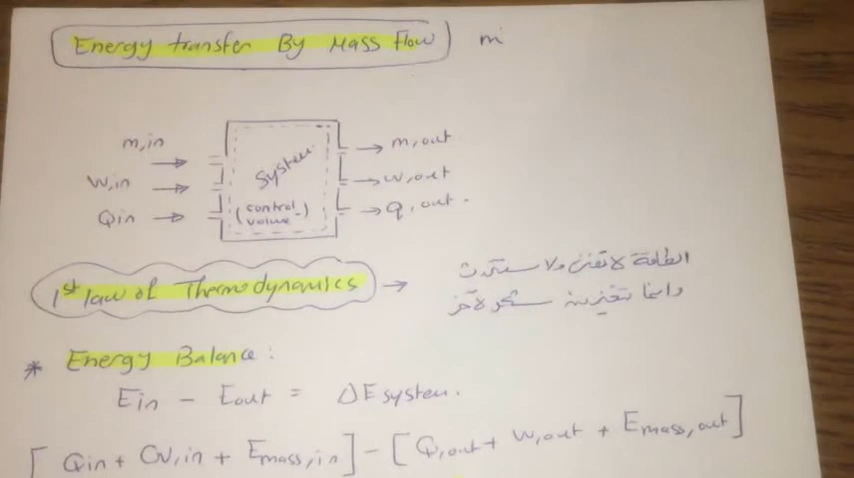 Energy transfer By Mass Flow ṁ
m,in
W,in
Qin
System
(control volume)
m,out
w,out
Q,out.
1st law of Thermodynamics →
الطاقة لا تفنى ولا تستحدث
وإنما تتغير من شكل لآخر
* Energy Balance:
Ein - Eout = ΔE system.
[ Qin + W,in + Emass,in ] - [ Q,out + w,out + Emass,out ]